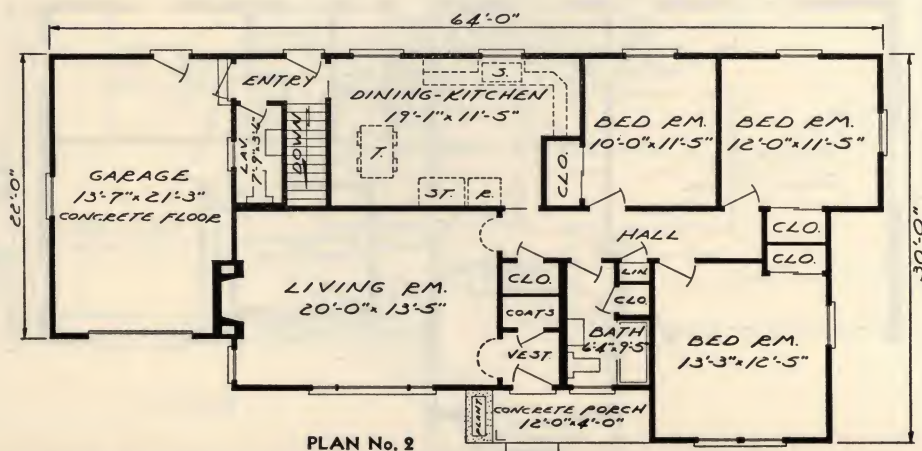 64'-0"
22'-0"
30'-0"
GARAGE
13'-7" x 21'-3"
CONCRETE FLOOR
ENTRY
LAV.
7'-9" 3'-4"
DOWN
DINING-KITCHEN
19'-1" x 11'-5"
S.
T.
ST.
R.
CLO.
BED RM.
10'-0" x 11'-5"
BED RM.
12'-0" x 11'-5"
CLO.
CLO.
HALL
LIVING RM.
20'-0" x 13'-5"
CLO.
COATS
VEST.
LIN.
CLO.
BATH
6'-4" x 9'-5"
BED RM.
13'-3" x 12'-5"
PLANT
CONCRETE PORCH
12'-0" x 4'-0"
PLAN No. 2